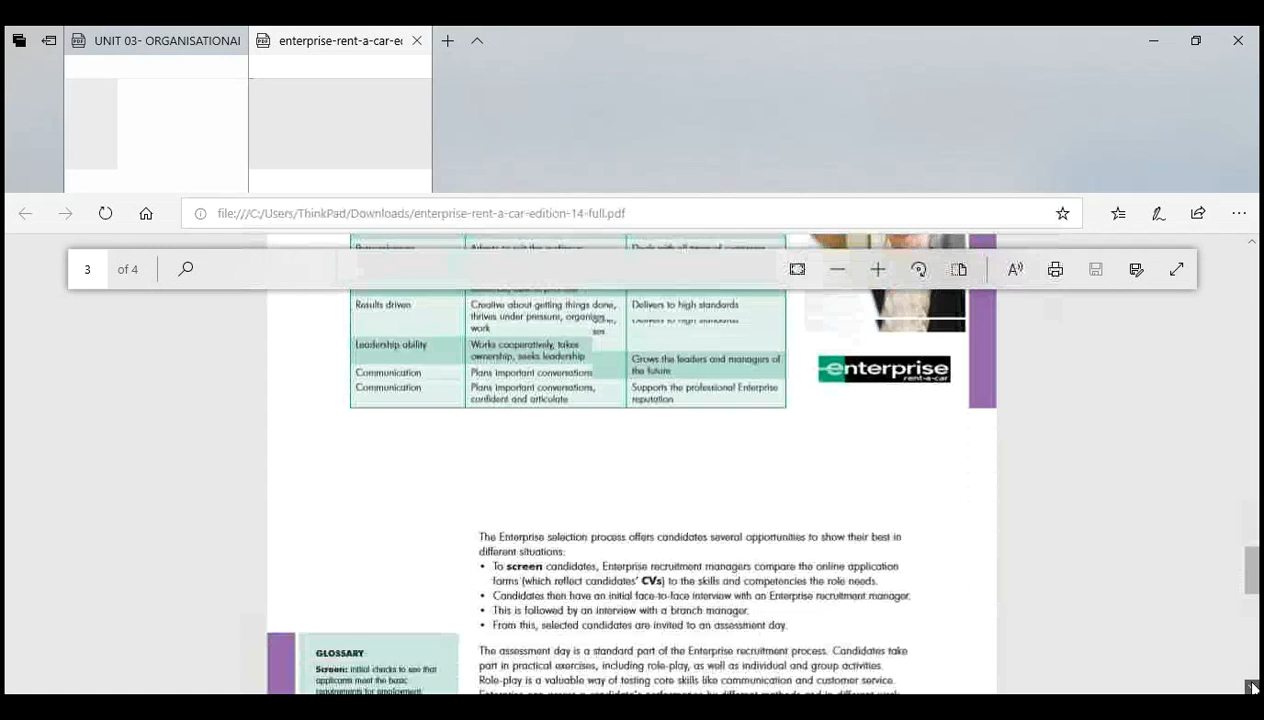 UNIT 03- ORGANISATIONAL
enterprise-rent-a-car-ec
file:///C:/Users/ThinkPad/Downloads/enterprise-rent-a-car-edition-14-full.pdf
3 of 4
Results driven
Creative about getting things done,
thrives under pressure, organises
work
Delivers to high standards
Delivers to high standards
Leadership ability
Works cooperatively, takes
ownership, seeks leadership
Grows the leaders and managers of
the future
Communication
Plans important conversations
Communication
Plans important conversations,
confident and articulate
Supports the professional Enterprise
reputation
enterprise
rent-a-car
The Enterprise selection process offers candidates several opportunities to show their best in
different situations:
• To screen candidates, Enterprise recruitment managers compare the online application
forms (which reflect candidates' CVs) to the skills and competencies the role needs.
• Candidates then have an initial face-to-face interview with an Enterprise recruitment manager.
• This is followed by an interview with a branch manager.
• From this, selected candidates are invited to an assessment day.
GLOSSARY
Screen: initial checks to see that
applicants meet the basic
requirements for employment.
The assessment day is a standard part of the Enterprise recruitment process. Candidates take
part in practical exercises, including role-play, as well as individual and group activities.
Role-play is a valuable way of testing core skills like communication and customer service.